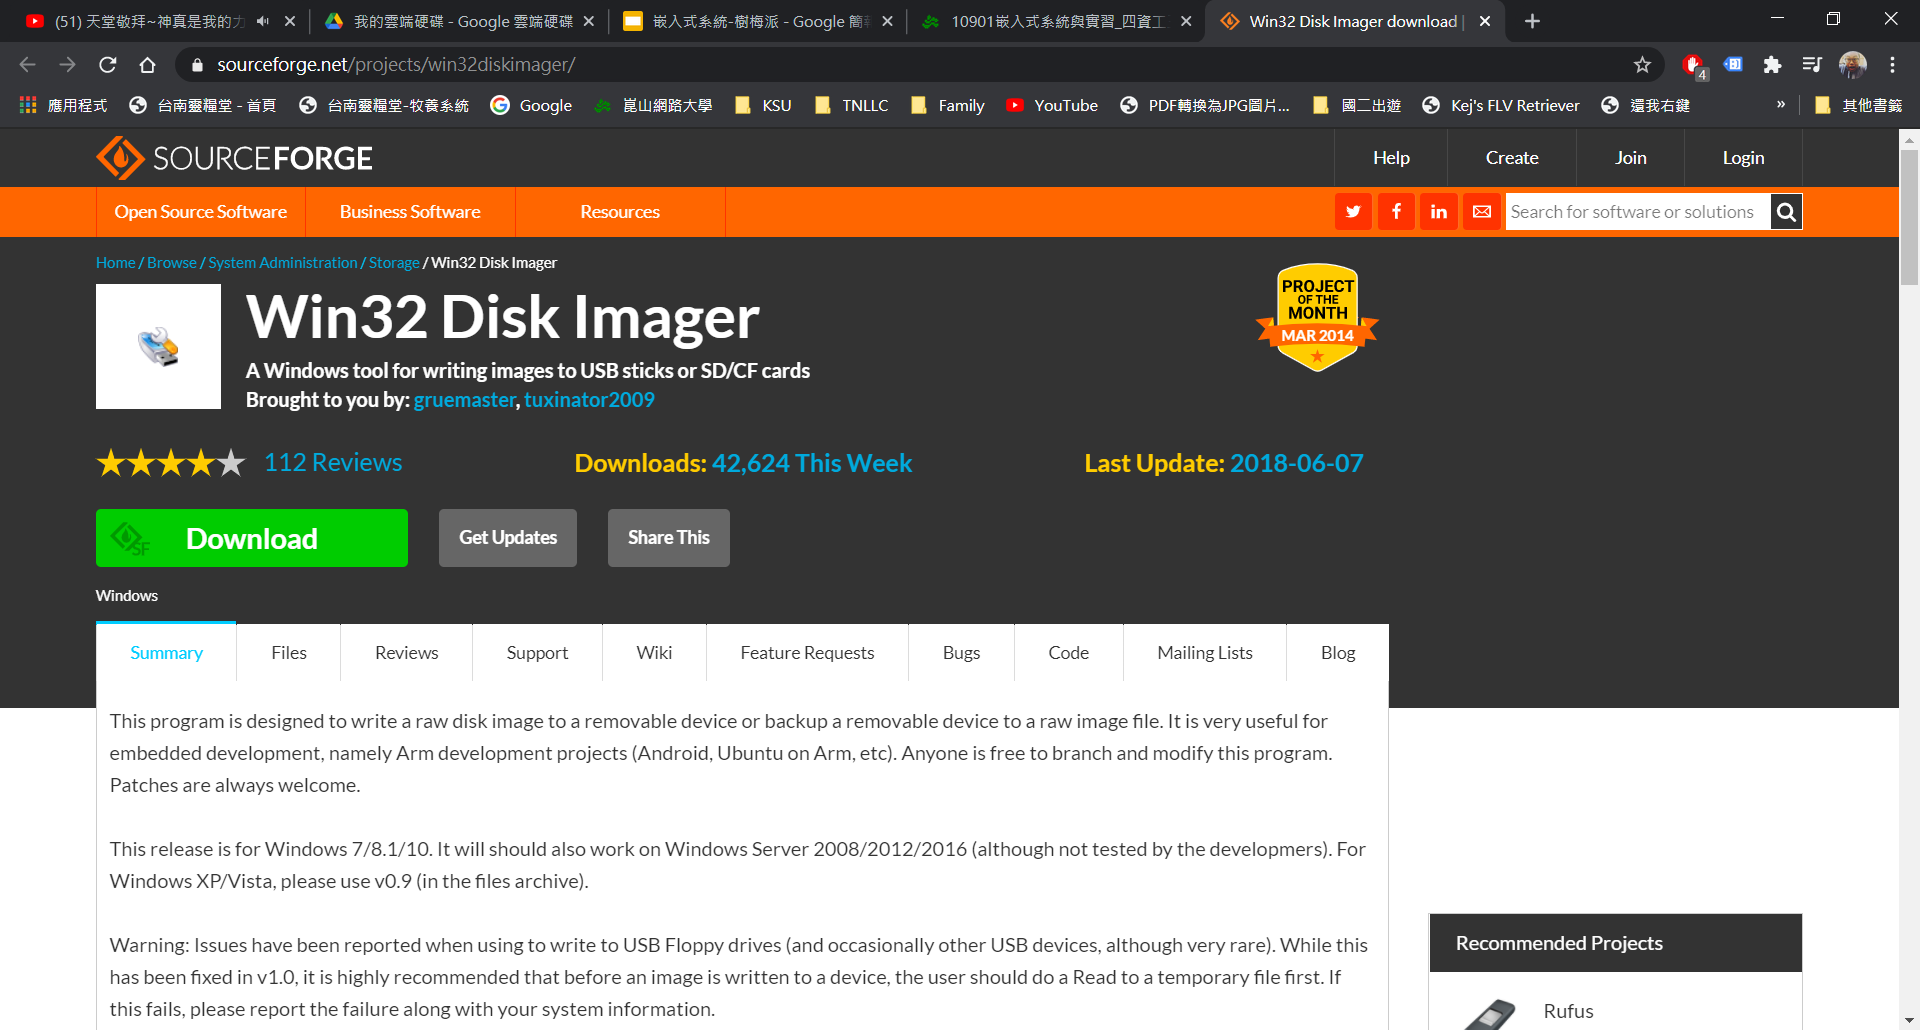 (51) 天堂敬拜~神真是我的力
我的雲端硬碟 - Google 雲端硬碟
嵌入式系統-樹梅派 - Google 簡
10901嵌入式系統與實習_四資工
Win32 Disk Imager download |
sourceforge.net/projects/win32diskimager/
4
應用程式
台南靈糧堂 - 首頁
台南靈糧堂-牧養系統
Google
崑山網路大學
KSU
TNLLC
Family
YouTube
PDF轉換為JPG圖片...
國二出遊
Kej's FLV Retriever
還我右鍵
»
其他書籤
SOURCEFORGE
Help
Create
Join
Login
Open Source Software
Business Software
Resources
Search for software or solutions
Home / Browse / System Administration / Storage / Win32 Disk Imager
PROJECT
OF THE
MONTH
MAR 2014
Win32 Disk Imager
A Windows tool for writing images to USB sticks or SD/CF cards
Brought to you by: gruemaster, tuxinator2009
112 Reviews
Downloads: 42,624 This Week
Last Update: 2018-06-07
SF
Download
Get Updates
Share This
Windows
Summary
Files
Reviews
Support
Wiki
Feature Requests
Bugs
Code
Mailing Lists
Blog
This program is designed to write a raw disk image to a removable device or backup a removable device to a raw image file. It is very useful for
embedded development, namely Arm development projects (Android, Ubuntu on Arm, etc). Anyone is free to branch and modify this program.
Patches are always welcome.
This release is for Windows 7/8.1/10. It will should also work on Windows Server 2008/2012/2016 (although not tested by the developmers). For
Windows XP/Vista, please use v0.9 (in the files archive).
Warning: Issues have been reported when using to write to USB Floppy drives (and occasionally other USB devices, although very rare). While this
has been fixed in v1.0, it is highly recommended that before an image is written to a device, the user should do a Read to a temporary file first. If
this fails, please report the failure along with your system information.
Recommended Projects
Rufus